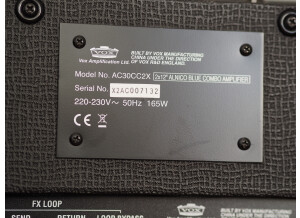 VOX
Vox Amplification Ltd.
BUILT BY VOX MANUFACTURING
CHINA UNDER THE DIRECTION
OF VOX R&D ENGLAND.
Model No. AC30CC2X 2x12" ALNICO BLUE COMBO AMPLIFIER
Serial No. X2AC007132
220-230V~ 50Hz 165W
CE
VOX
FX LOOP
SEND RETURN LOOP BYPASS